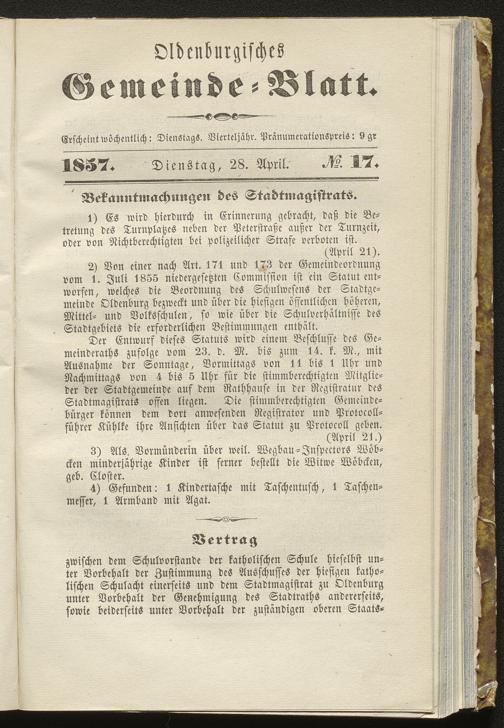 Oldenburgisches
Gemeinde-Blatt.
Erscheint wöchentlich: Dienstags. Vierteljähr. Pränumerationspreis: 9 gr
1857. Dienstag, 28. April. No. 17.
Bekanntmachungen des Stadtmagistrats.
1) Es wird hierdurch in Erinnerung gebracht, daß die Be-
tretung des Turnplatzes neben der Peterstraße außer der Turnzeit,
oder von Nichtberechtigten bei polizeilicher Strafe verboten ist.
(April 21).
2) Von einer nach Art. 171 und 173 der Gemeindeordnung
vom 1. Juli 1855 niedergesetzten Commission ist ein Statut ent-
worfen, welches die Beordnung des Schulwesens der Stadtge-
meinde Oldenburg bezweckt und über die hiesigen öffentlichen höheren,
Mittel- und Volksschulen, so wie über die Schulverhältnisse des
Stadtgebiets die erforderlichen Bestimmungen enthält.
Der Entwurf dieses Statuts wird einem Beschlusse des Ge-
meinderaths zufolge vom 23. d. M. bis zum 14. k. M., mit
Ausnahme der Sonntage, Vormittags von 11 bis 1 Uhr und
Nachmittags von 4 bis 5 Uhr für die stimmberechtigten Mitglie-
der der Stadtgemeinde auf dem Rathhause in der Registratur des
Stadtmagistrats offen liegen. Die stimmberechtigten Gemeinde-
bürger können dem dort anwesenden Registrator und Protocoll-
führer Kühlke ihre Ansichten über das Statut zu Protocoll geben.
(April 21.)
3) Als Vormünderin über weil. Wegbau-Inspectors Wöb-
cken minderjährige Kinder ist ferner bestellt die Witwe Wöbcken,
geb. Closter.
4) Gefunden: 1 Kindertasche mit Taschentuch, 1 Taschen-
messer, 1 Armband mit Agat.
Vertrag
zwischen dem Schulvorstande der katholischen Schule hieselbst un-
ter Vorbehalt der Zustimmung des Ausschusses der hiesigen katho-
lischen Schulacht einerseits und dem Stadtmagistrat zu Oldenburg
unter Vorbehalt der Genehmigung des Stadtraths andererseits,
sowie beiderseits unter Vorbehalt der zuständigen oberen Staats-